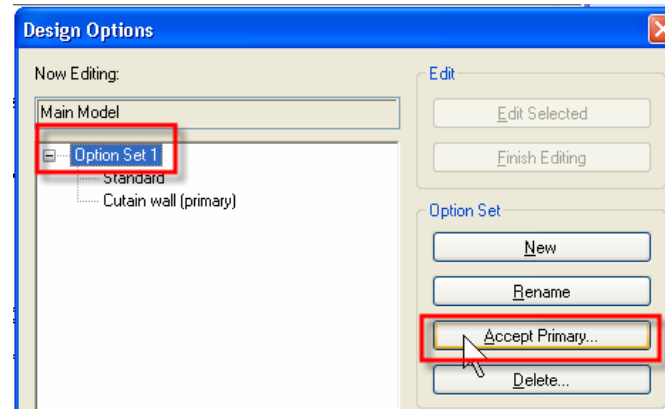 Design Options
Now Editing:
Main Model
Option Set 1
Standard
Cutain wall (primary)
Edit
Edit Selected
Finish Editing
Option Set
New
Rename
Accept Primary...
Delete...